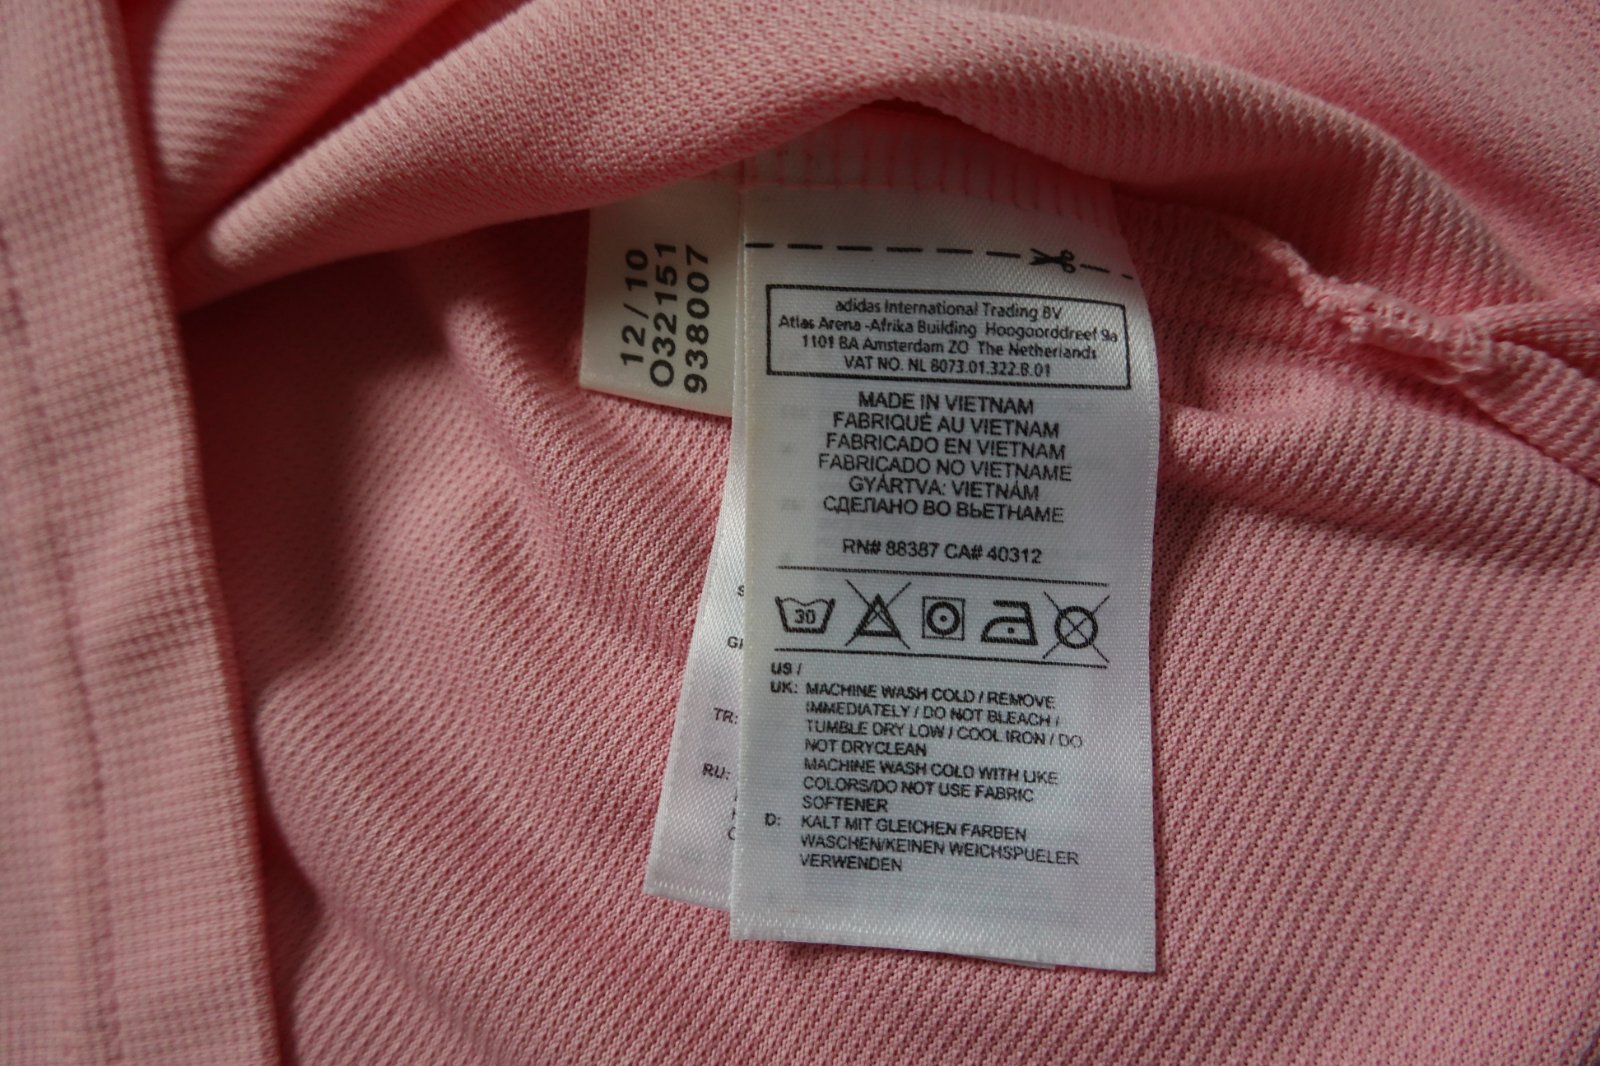 12/10
O32151
938007
adidas International Trading BV
Atlas Arena -Afrika Building Hoogoorddreef 9a
1101 BA Amsterdam ZO The Netherlands
VAT NO. NL 8073.01.322.B.01
MADE IN VIETNAM
FABRIQUÉ AU VIETNAM
FABRICADO EN VIETNAM
FABRICADO NO VIETNAME
GYÁRTVA: VIETNÁM
СДЕЛАНО ВО ВЬЕТНАМЕ
RN# 88387 CA# 40312
30
US /
UK: MACHINE WASH COLD / REMOVE
IMMEDIATELY / DO NOT BLEACH /
TUMBLE DRY LOW / COOL IRON / DO
NOT DRYCLEAN
MACHINE WASH COLD WITH LIKE
COLORS/DO NOT USE FABRIC
SOFTENER
D: KALT MIT GLEICHEN FARBEN
WASCHEN/KEINEN WEICHSPUELER
VERWENDEN
TR:
RU: